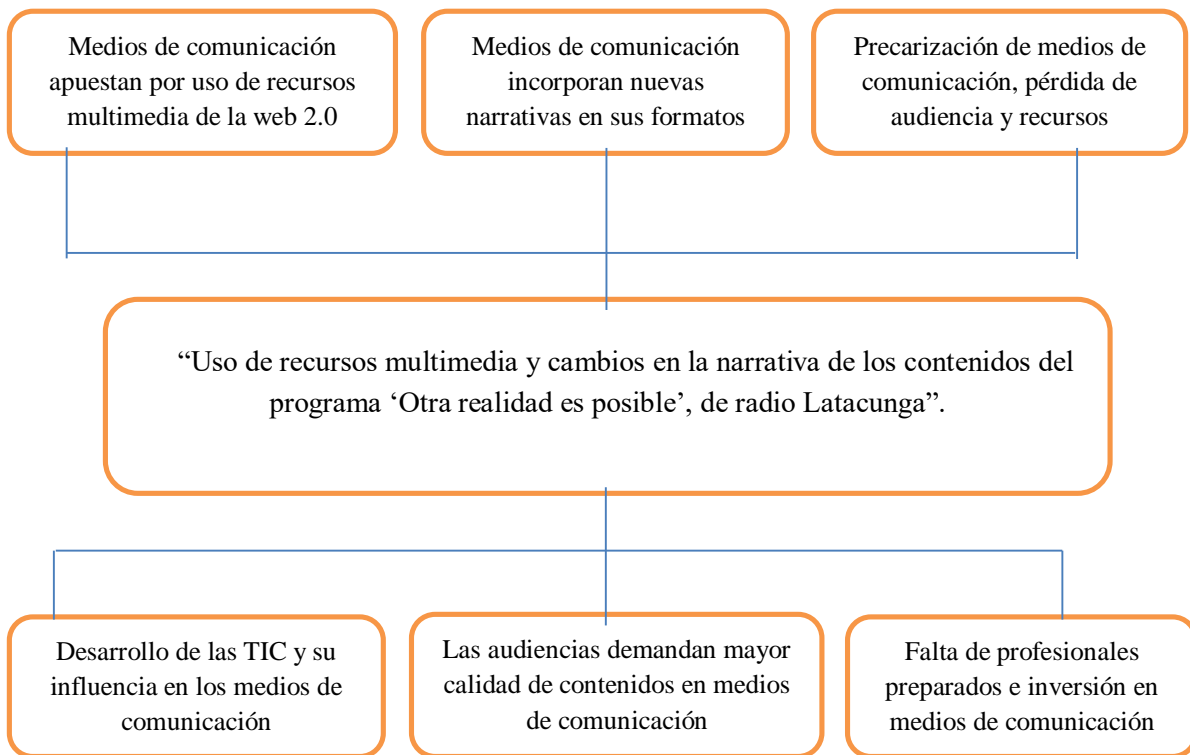 Medios de comunicación
apuestan por uso de recursos
multimedia de la web 2.0
Medios de comunicación
incorporan nuevas
narrativas en sus formatos
Precarización de medios de
comunicación, pérdida de
audiencia y recursos
“Uso de recursos multimedia y cambios en la narrativa de los contenidos del
programa ‘Otra realidad es posible’, de radio Latacunga”.
Desarrollo de las TIC y su
influencia en los medios de
comunicación
Las audiencias demandan mayor
calidad de contenidos en medios
de comunicación
Falta de profesionales
preparados e inversión en
medios de comunicación